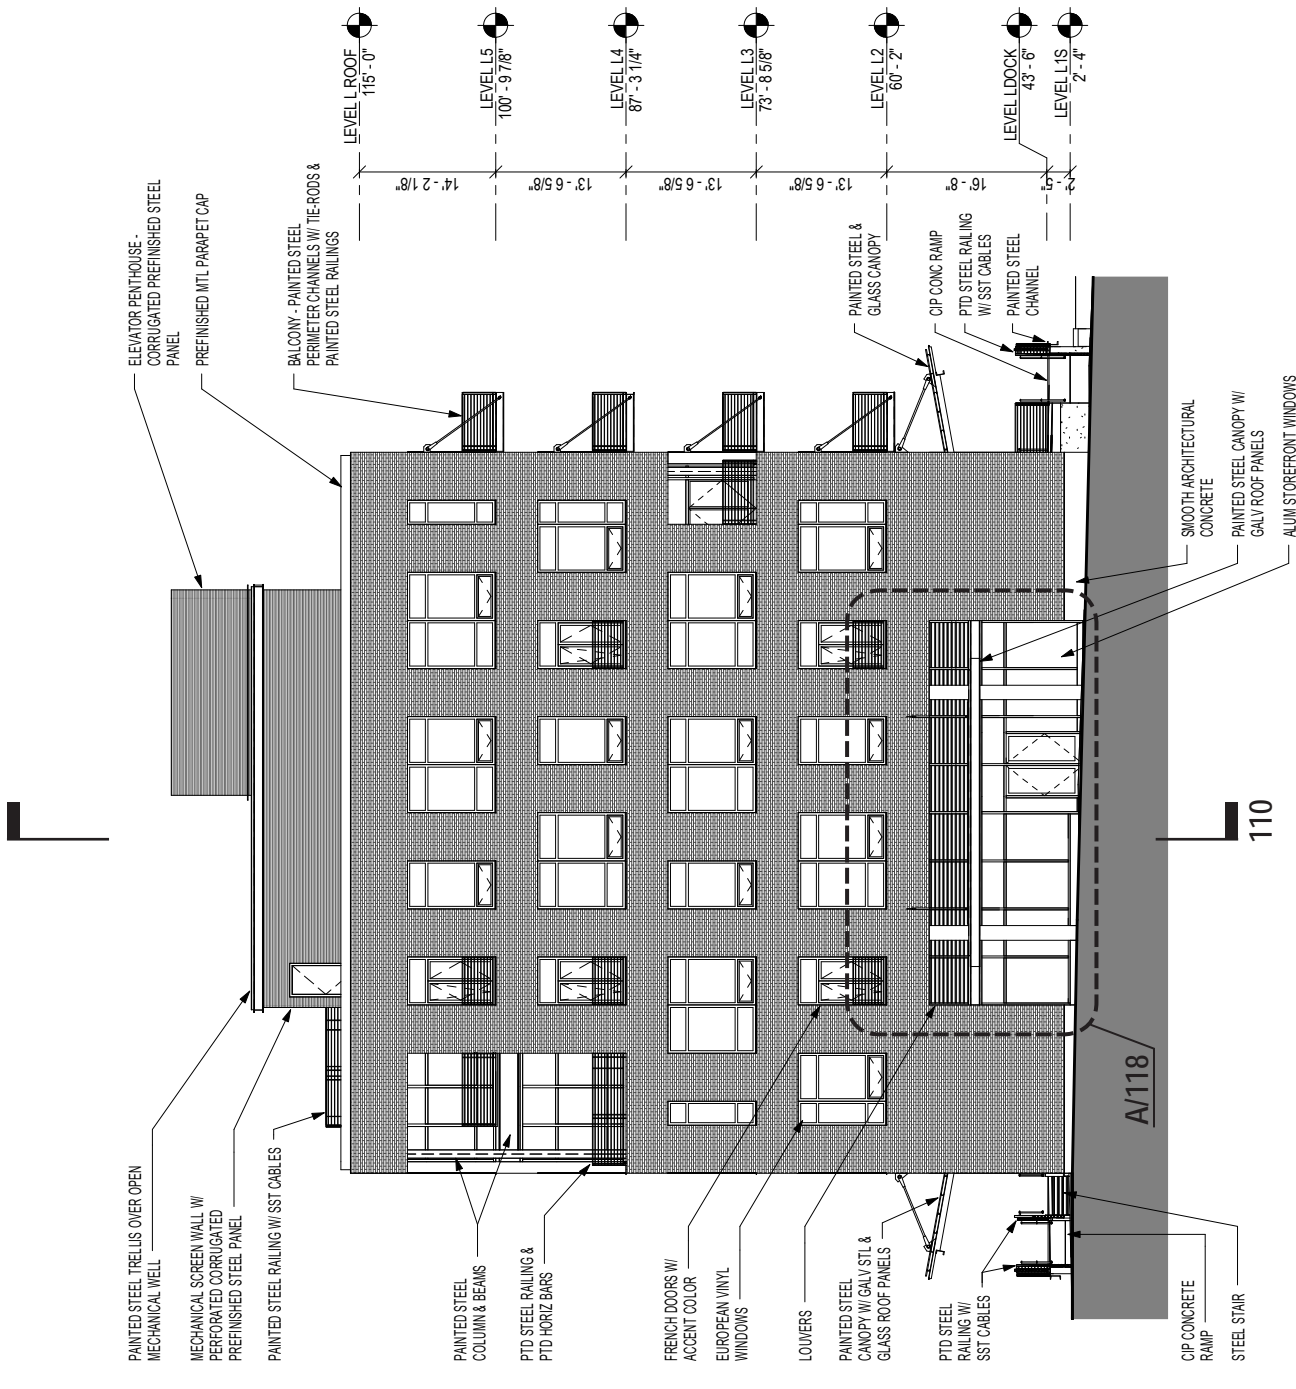 LEVEL L ROOF
115' - 0"
LEVEL L5
100' - 9 7/8"
LEVEL L4
87' - 3 1/4"
LEVEL L3
73' - 8 5/8"
LEVEL L2
60' - 2"
LEVEL LDOCK
43' - 6"
LEVEL L1S
2' - 4"
14' - 2 1/8"
13' - 6 5/8"
13' - 6 5/8"
13' - 6 5/8"
16' - 8"
2' - 5"
ELEVATOR PENTHOUSE -
CORRUGATED PREFINISHED STEEL
PANEL
PREFINISHED MTL PARAPET CAP
BALCONY - PAINTED STEEL
PERIMETER CHANNELS W/ TIE-RODS &
PAINTED STEEL RAILINGS
PAINTED STEEL &
GLASS CANOPY
CIP CONC RAMP
PTD STEEL RAILING
W/ SST CABLES
PAINTED STEEL
CHANNEL
SMOOTH ARCHITECTURAL
CONCRETE
PAINTED STEEL CANOPY W/
GALV ROOF PANELS
ALUM STOREFRONT WINDOWS
110
A/118
PAINTED STEEL TRELLIS OVER OPEN
MECHANICAL WELL
MECHANICAL SCREEN WALL W/
PERFORATED CORRUGATED
PREFINISHED STEEL PANEL
PAINTED STEEL RAILING W/ SST CABLES
PAINTED STEEL
COLUMN & BEAMS
PTD STEEL RAILING &
PTD HORIZ BARS
FRENCH DOORS W/
ACCENT COLOR
EUROPEAN VINYL
WINDOWS
LOUVERS
PAINTED STEEL
CANOPY W/ GALV STL &
GLASS ROOF PANELS
PTD STEEL
RAILING W/
SST CABLES
CIP CONCRETE
RAMP
STEEL STAIR